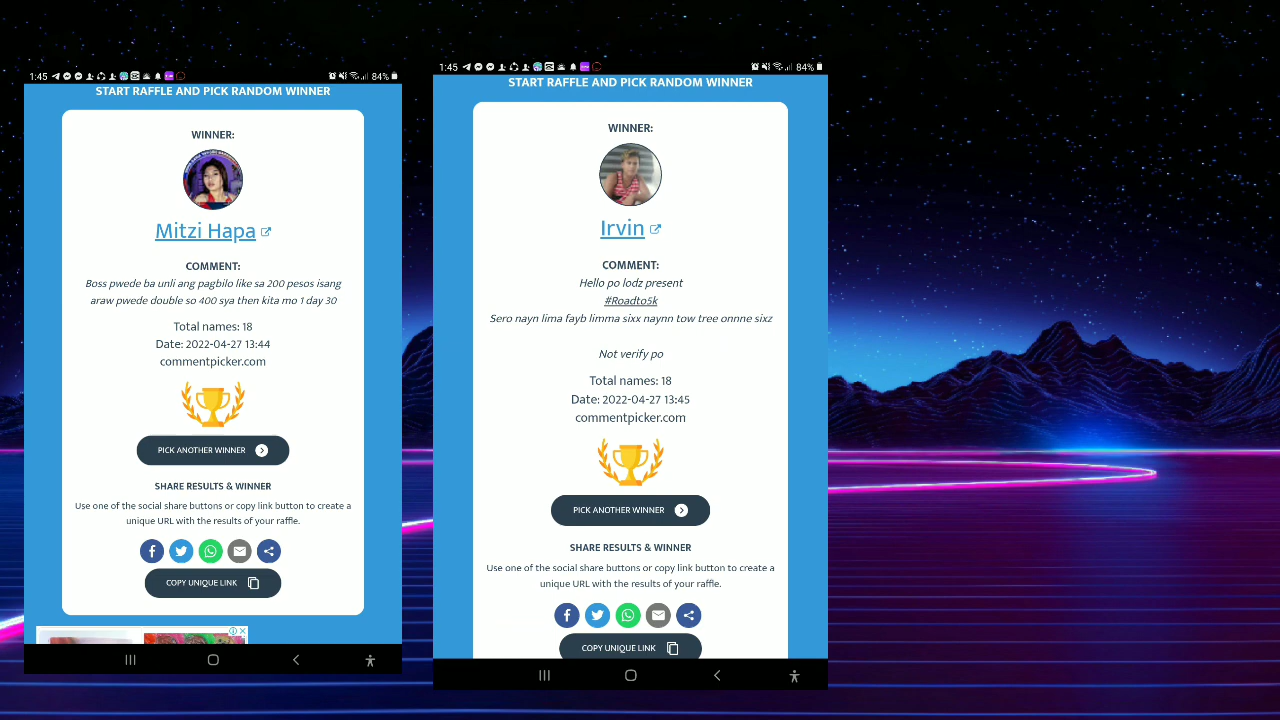 1:45
84%
START RAFFLE AND PICK RANDOM WINNER
WINNER:
Mitzi Hapa
COMMENT:
Boss pwede ba unli ang pagbilo like sa 200 pesos isang
araw pwede double so 400 sya then kita mo 1 day 30
Total names: 18
Date: 2022-04-27 13:44
commentpicker.com
PICK ANOTHER WINNER
SHARE RESULTS & WINNER
Use one of the social share buttons or copy link button to create a
unique URL with the results of your raffle.
COPY UNIQUE LINK
1:45
84%
START RAFFLE AND PICK RANDOM WINNER
WINNER:
Irvin
COMMENT:
Hello po lodz present
#Roadto5k
Sero nayn lima fayb limma sixx naynn tow tree onnne sixz
Not verify po
Total names: 18
Date: 2022-04-27 13:45
commentpicker.com
PICK ANOTHER WINNER
SHARE RESULTS & WINNER
Use one of the social share buttons or copy link button to create a
unique URL with the results of your raffle.
COPY UNIQUE LINK